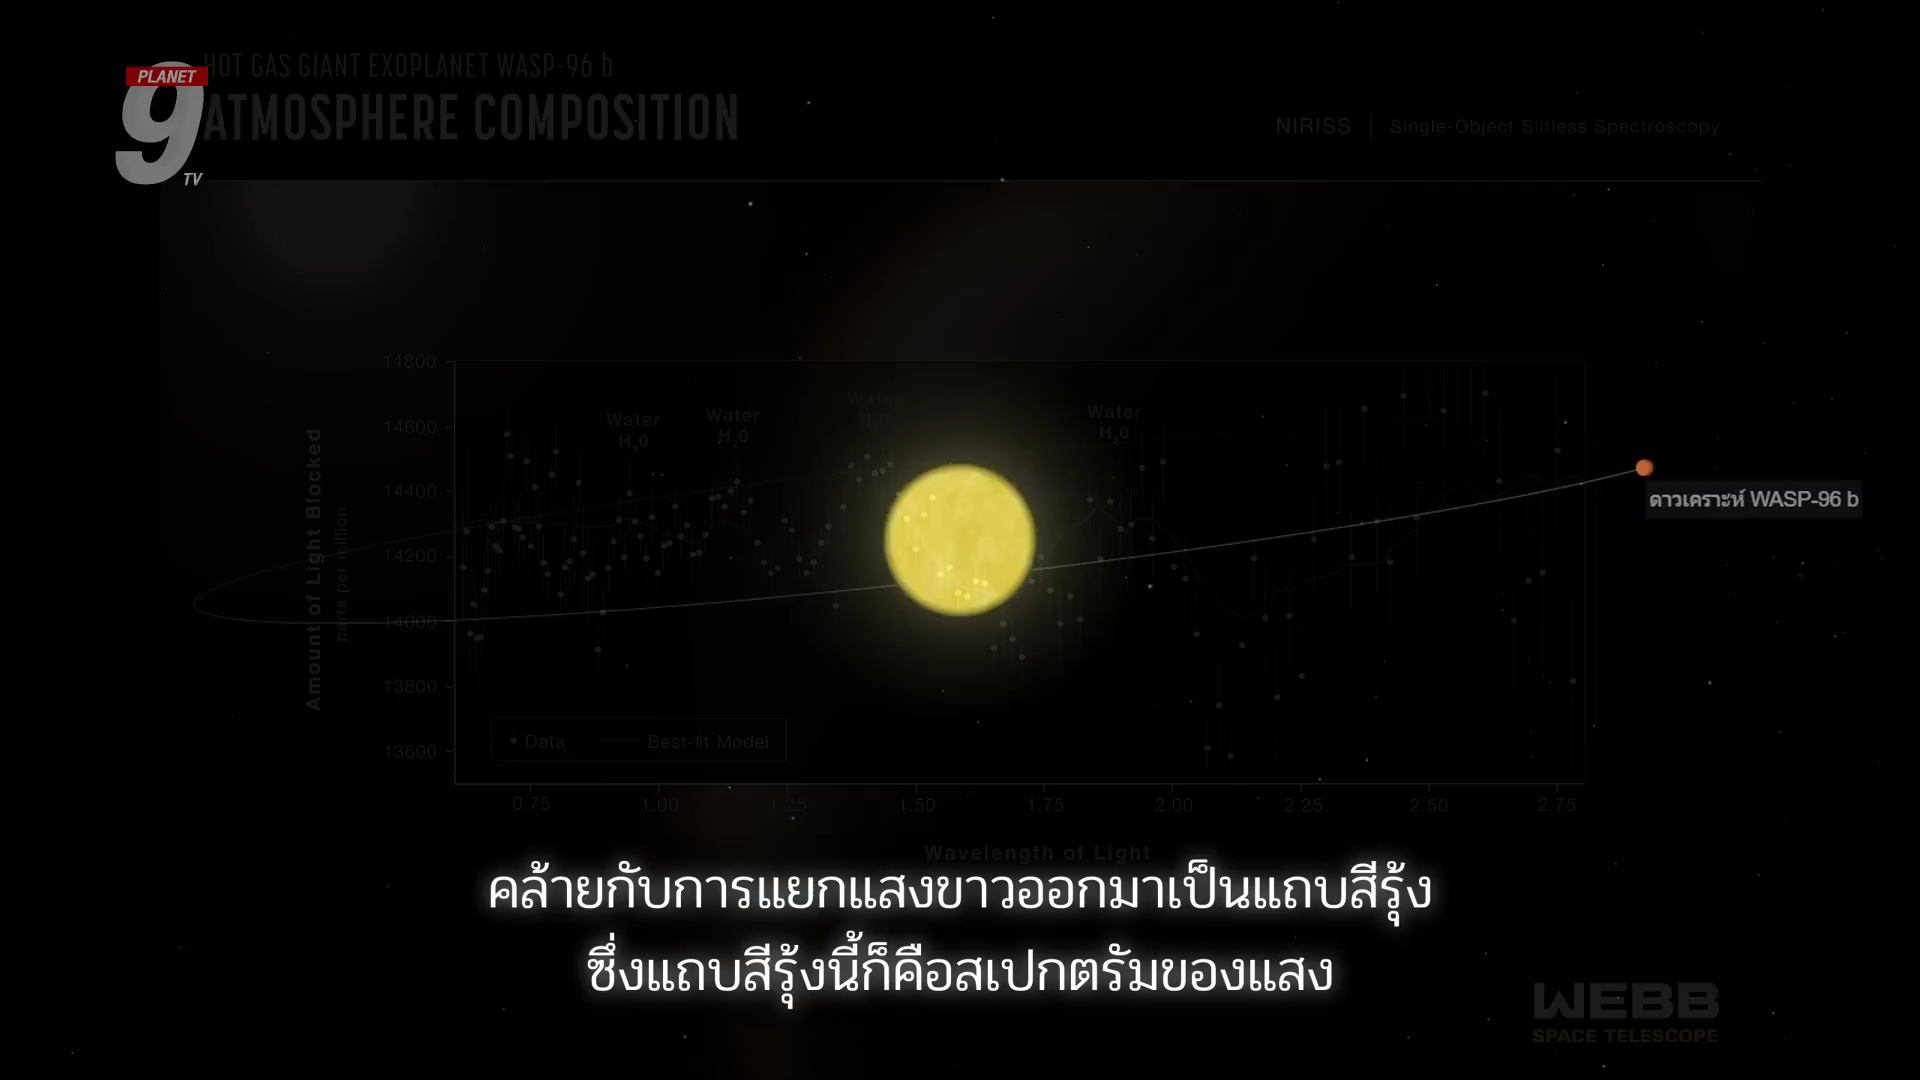 HOT GAS GIANT EXOPLANET WASP-96 b
PLANET
9
TV
ATMOSPHERE COMPOSITION
NIRISS | Single-Object Slitless Spectroscopy
14800
14600
14400
14200
14000
13800
13600
Amount of Light Blocked
parts per million
Water
H₂0
Water
H₂0
Water
H₂0
Water
H₂0
ดาวเคราะห์ WASP-96 b
Data
Best-fit Model
0.75 1.00 1.25 1.50 1.75 2.00 2.25 2.50 2.75
Wavelength of Light
คล้ายกับการแยกแสงขาวออกมาเป็นแถบสีรุ้ง
ซึ่งแถบสีรุ้งนี้ก็คือสเปกตรัมของแสง
WEBB
SPACE TELESCOPE